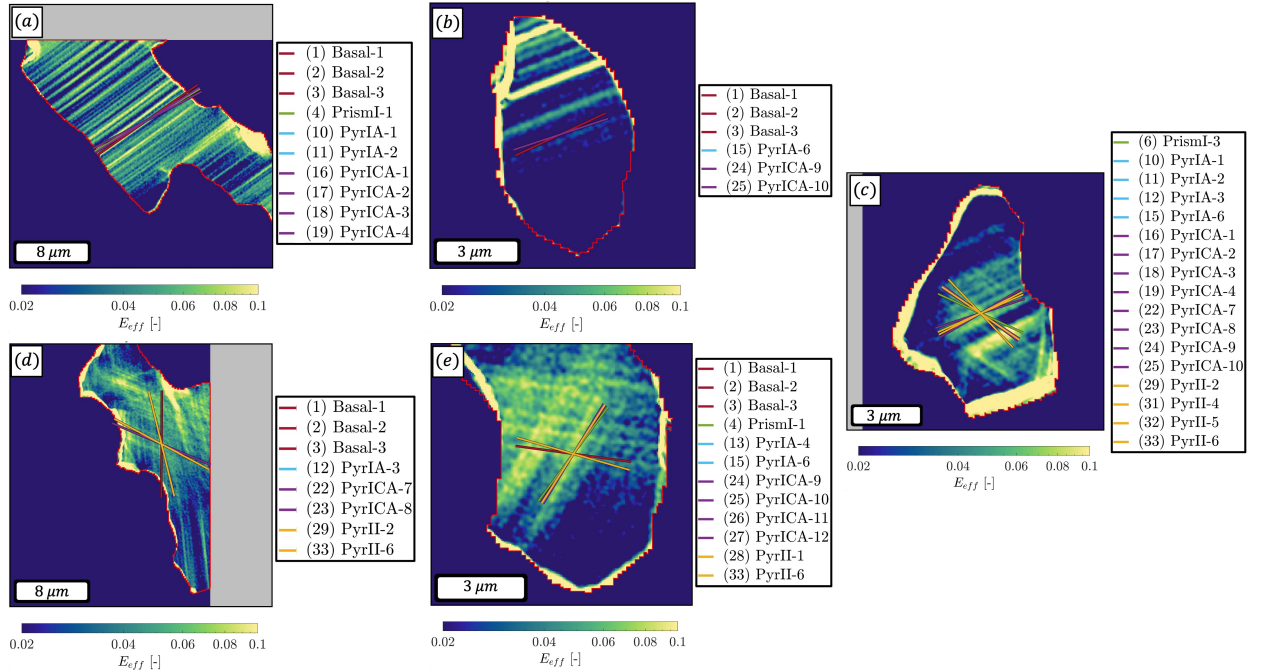 (a)
(1) Basal-1
(2) Basal-2
(3) Basal-3
(4) PrismI-1
(10) PyrIA-1
(11) PyrIA-2
(16) PyrICA-1
(17) PyrICA-2
(18) PyrICA-3
(19) PyrICA-4
8 μm
0.02 0.04 0.06 0.1
E_eff [-]
(b)
(1) Basal-1
(2) Basal-2
(3) Basal-3
(15) PyrIA-6
(24) PyrICA-9
(25) PyrICA-10
3 μm
0.02 0.04 0.06 0.1
E_eff [-]
(c)
(6) PrismI-3
(10) PyrIA-1
(11) PyrIA-2
(12) PyrIA-3
(15) PyrIA-6
(16) PyrICA-1
(17) PyrICA-2
(18) PyrICA-3
(19) PyrICA-4
(22) PyrICA-7
(23) PyrICA-8
(24) PyrICA-9
(25) PyrICA-10
(29) PyrII-2
(31) PyrII-4
(32) PyrII-5
(33) PyrII-6
3 μm
0.02 0.04 0.06 0.1
E_eff [-]
(d)
(1) Basal-1
(2) Basal-2
(3) Basal-3
(12) PyrIA-3
(22) PyrICA-7
(23) PyrICA-8
(29) PyrII-2
(33) PyrII-6
8 μm
0.02 0.04 0.06 0.1
E_eff [-]
(e)
(1) Basal-1
(2) Basal-2
(3) Basal-3
(4) PrismI-1
(13) PyrIA-4
(15) PyrIA-6
(24) PyrICA-9
(25) PyrICA-10
(26) PyrICA-11
(27) PyrICA-12
(28) PyrII-1
(33) PyrII-6
3 μm
0.02 0.04 0.06 0.1
E_eff [-]